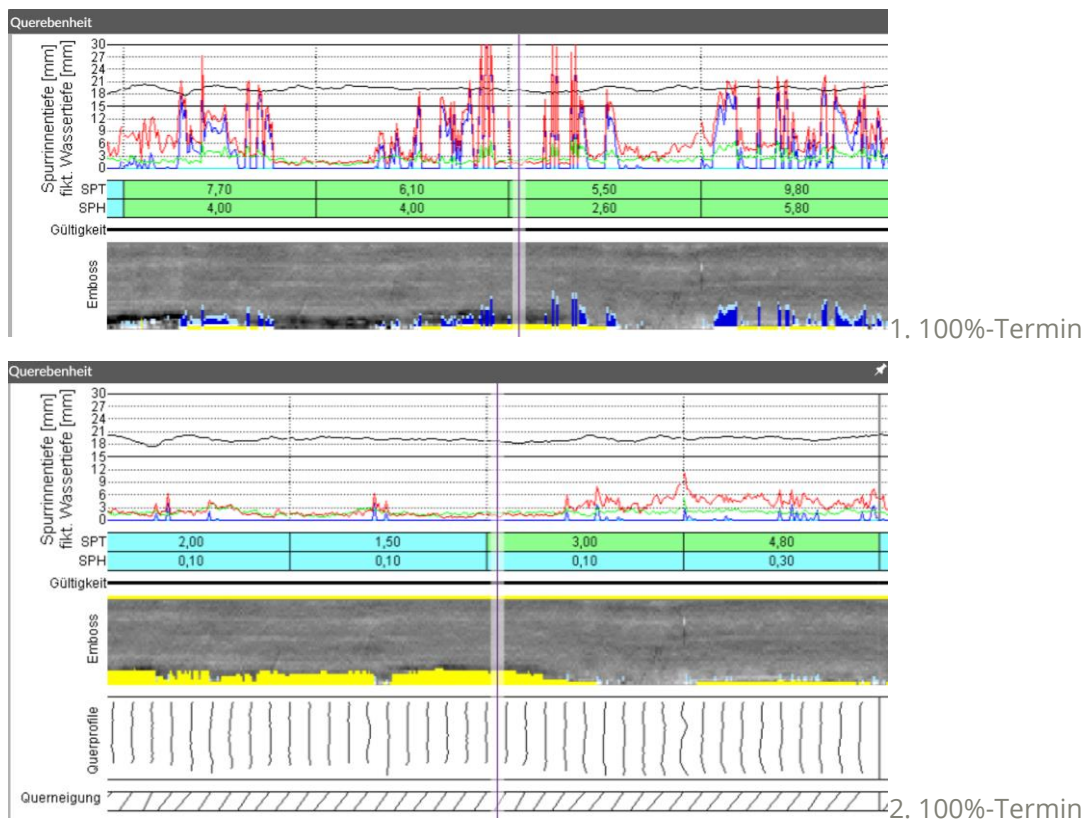 Querebenheit
Spurrinnentiefe [mm]
fikt. Wassertiefe [mm]
30
27
24
21
18
15
12
9
6
3
0
SPT 7,70 6,10 5,50 9,80
SPH 4,00 4,00 2,60 5,80
Gültigkeit
Emboss
1. 100%-Termin
Querebenheit
Spurrinnentiefe [mm]
fikt. Wassertiefe [mm]
30
27
24
21
18
15
12
9
6
3
0
SPT 2,00 1,50 3,00 4,80
SPH 0,10 0,10 0,10 0,30
Gültigkeit
Emboss
Querprofile
Querneigung
2. 100%-Termin